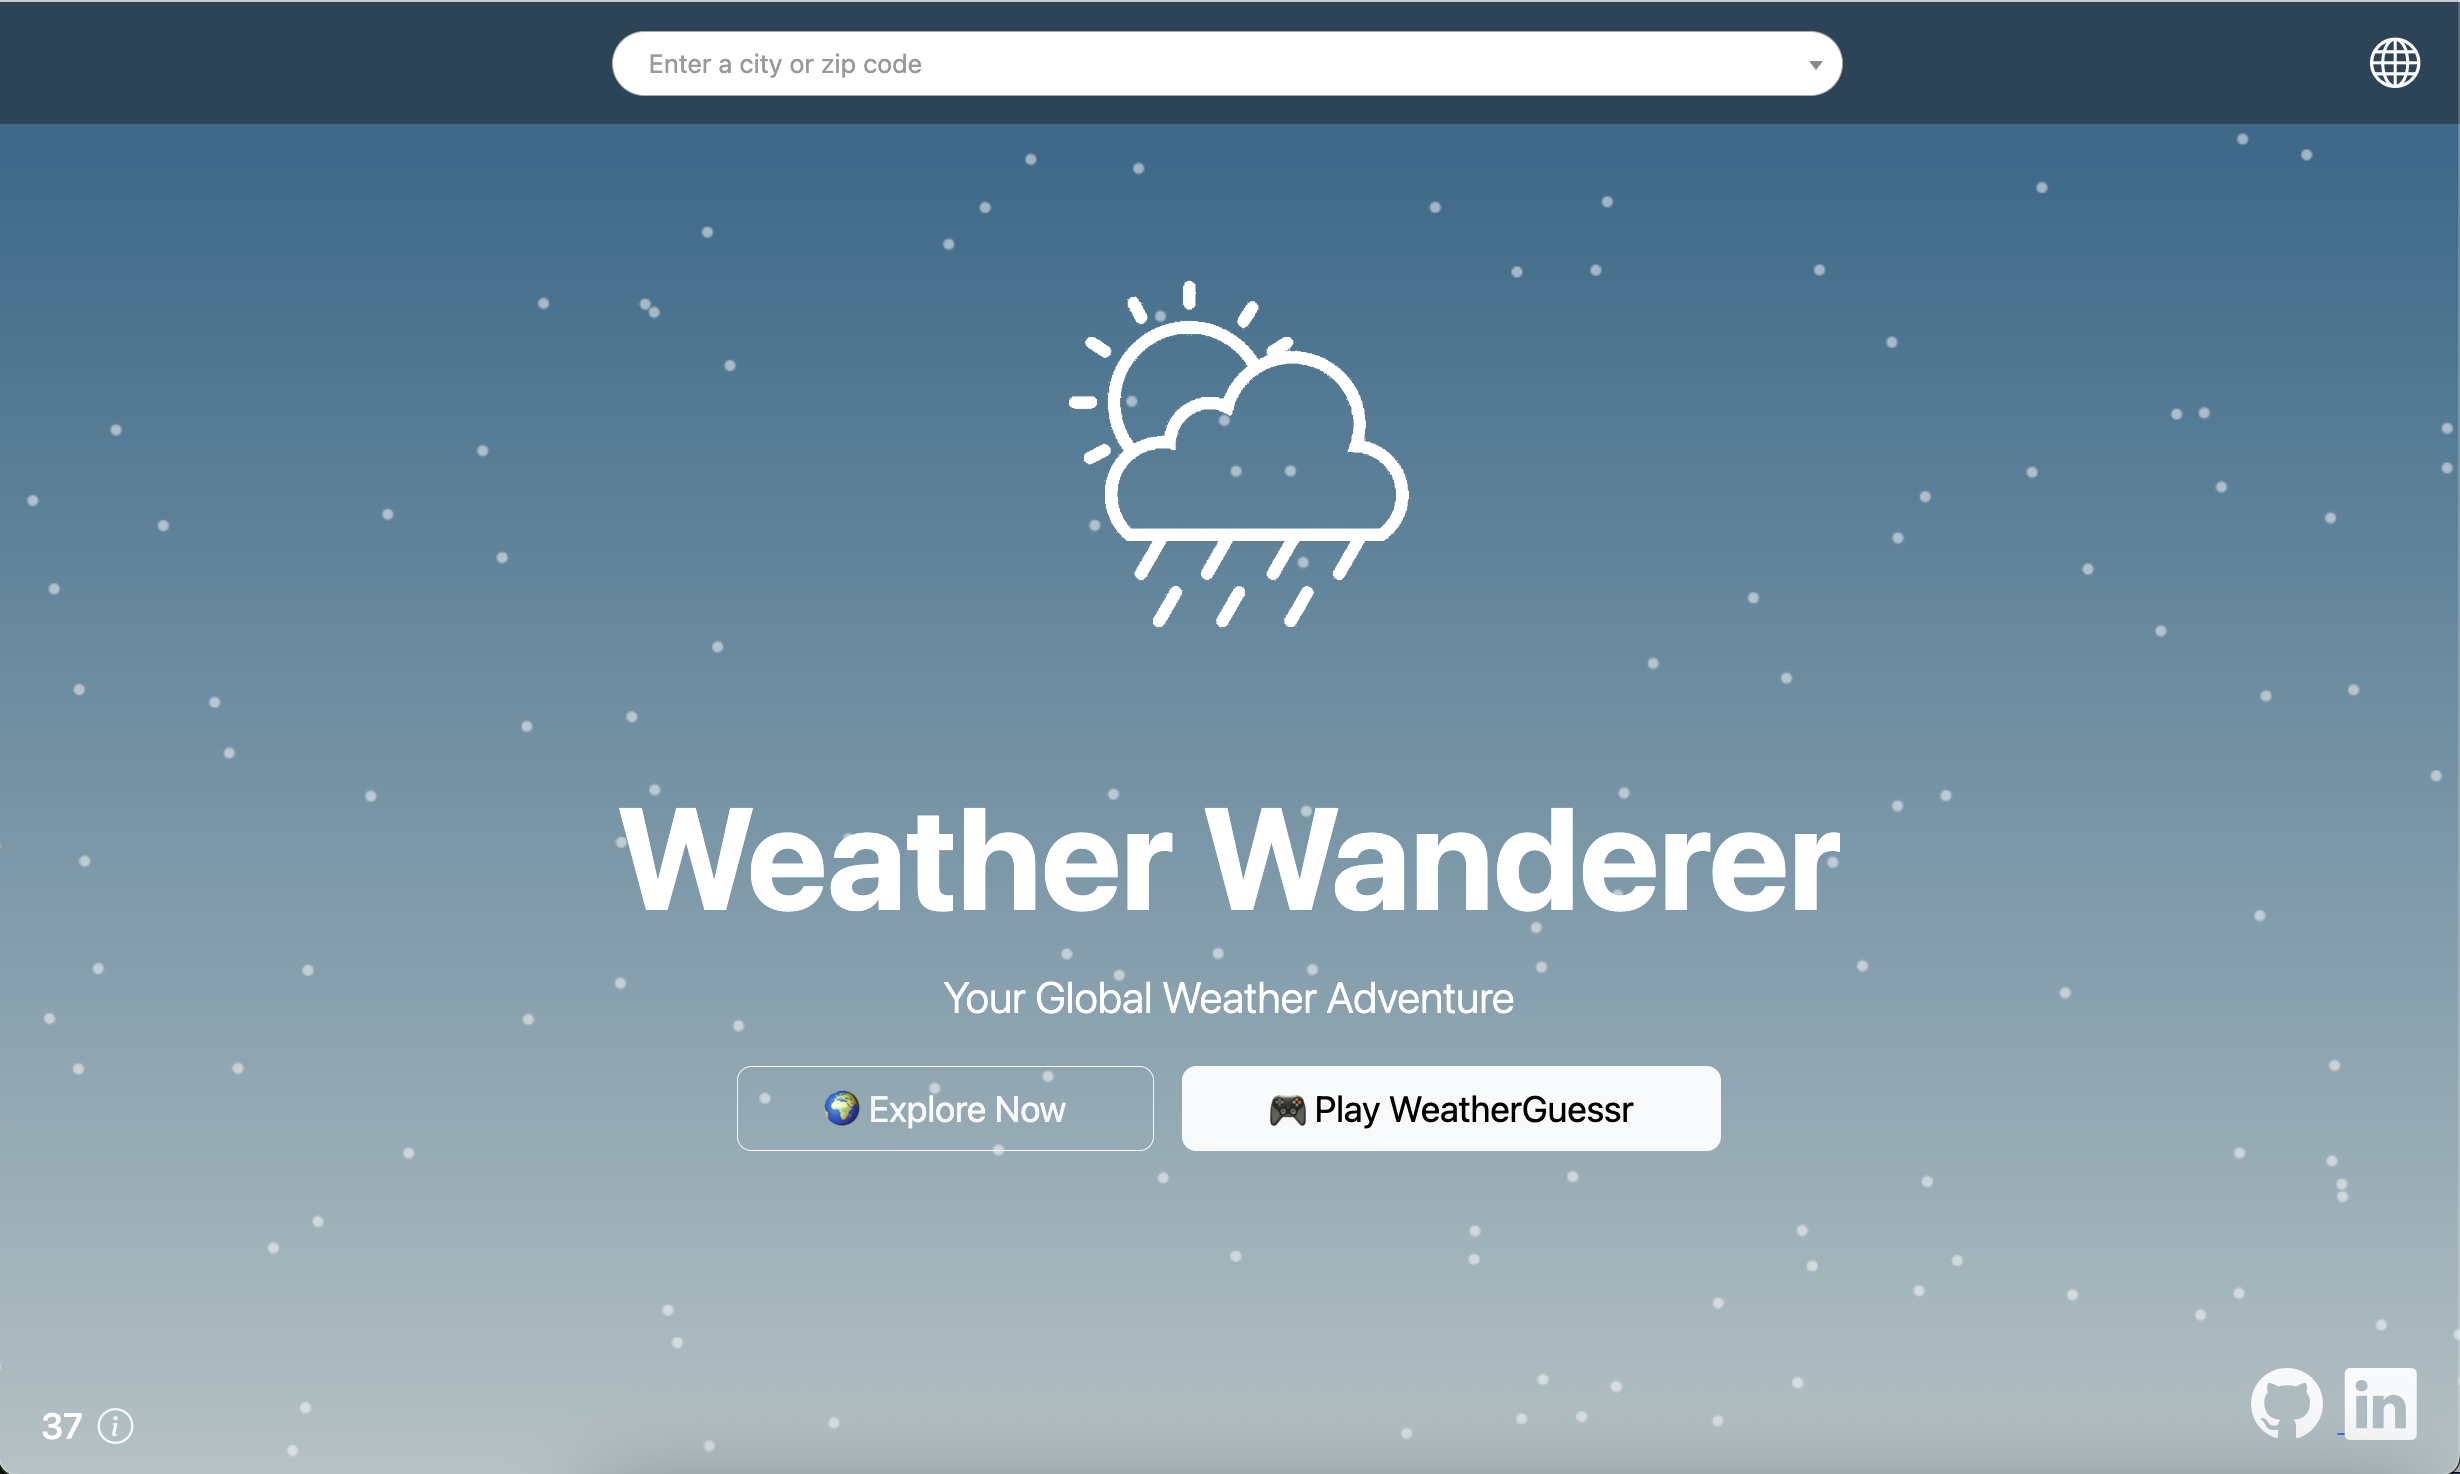 Enter a city or zip code
Weather Wanderer
Your Global Weather Adventure
🌍 Explore Now
🎮 Play WeatherGuessr
37 i
in